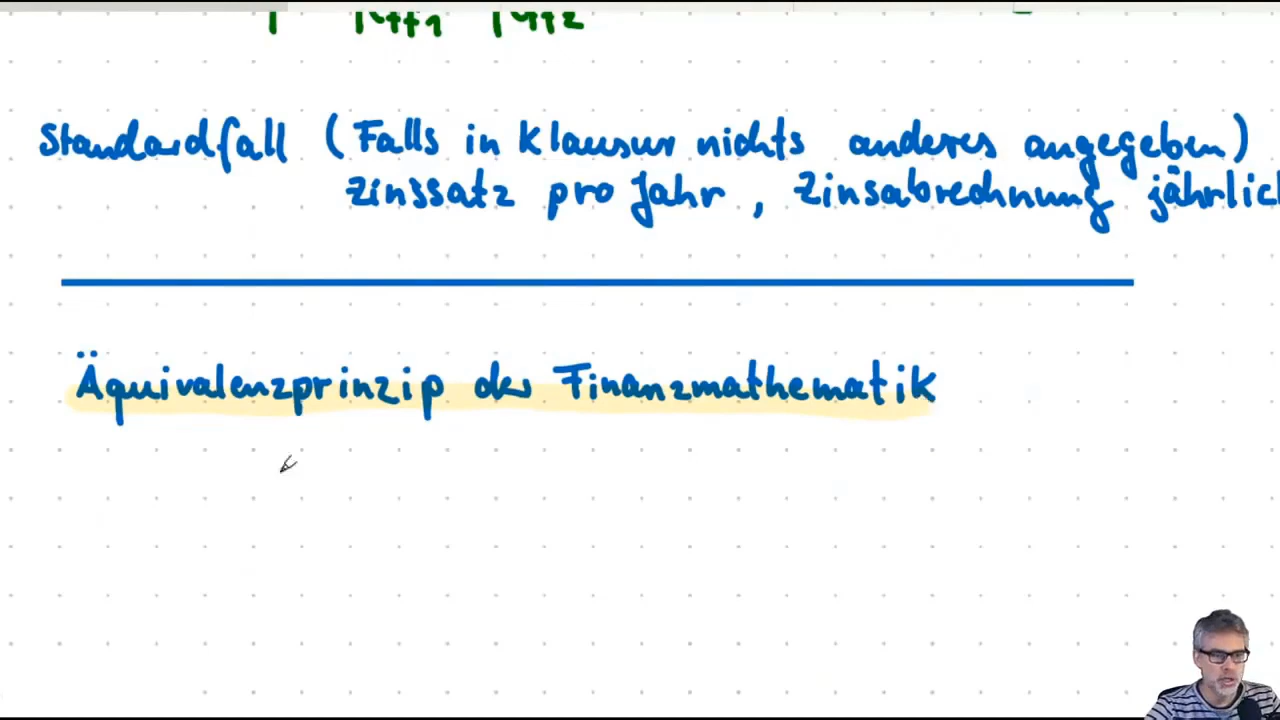 Standardfall (Falls in Klausur nichts anderes angegeben)
Zinssatz pro Jahr, Zinsabrechnung jährlich
Äquivalenzprinzip der Finanzmathematik